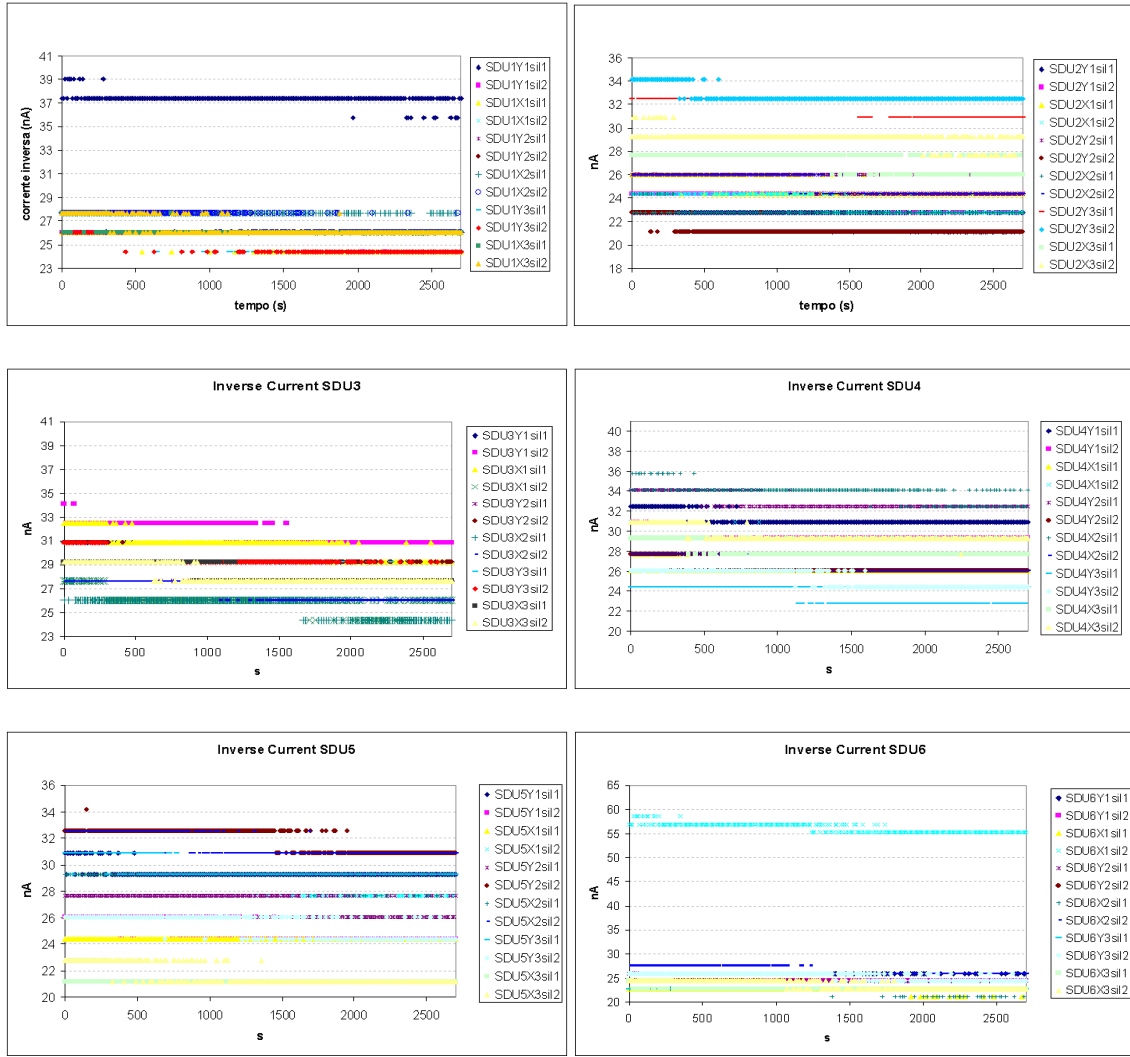 41
39
37
35
33
31
29
27
25
23
corrente inversa (nA)
0 500 1000 1500 2000 2500
tempo (s)
SDU1Y1sil1
SDU1Y1sil2
SDU1X1sil1
SDU1X1sil2
SDU1Y2sil1
SDU1Y2sil2
SDU1X2sil1
SDU1X2sil2
SDU1Y3sil1
SDU1Y3sil2
SDU1X3sil1
SDU1X3sil2
36
34
32
30
28
26
24
22
20
18
nA
0 500 1000 1500 2000 2500
tempo (s)
SDU2Y1sil1
SDU2Y1sil2
SDU2X1sil1
SDU2X1sil2
SDU2Y2sil1
SDU2Y2sil2
SDU2X2sil1
SDU2X2sil2
SDU2Y3sil1
SDU2Y3sil2
SDU2X3sil1
SDU2X3sil2
Inverse Current SDU3
41
39
37
35
33
31
29
27
25
23
nA
0 500 1000 1500 2000 2500
s
SDU3Y1sil1
SDU3Y1sil2
SDU3X1sil1
SDU3X1sil2
SDU3Y2sil1
SDU3Y2sil2
SDU3X2sil1
SDU3X2sil2
SDU3Y3sil1
SDU3Y3sil2
SDU3X3sil1
SDU3X3sil2
Inverse Current SDU4
40
38
36
34
32
30
28
26
24
22
20
nA
0 500 1000 1500 2000 2500
s
SDU4Y1sil1
SDU4Y1sil2
SDU4X1sil1
SDU4X1sil2
SDU4Y2sil1
SDU4Y2sil2
SDU4X2sil1
SDU4X2sil2
SDU4Y3sil1
SDU4Y3sil2
SDU4X3sil1
SDU4X3sil2
Inverse Current SDU5
36
34
32
30
28
26
24
22
20
nA
0 500 1000 1500 2000 2500
s
SDU5Y1sil1
SDU5Y1sil2
SDU5X1sil1
SDU5X1sil2
SDU5Y2sil1
SDU5Y2sil2
SDU5X2sil1
SDU5X2sil2
SDU5Y3sil1
SDU5Y3sil2
SDU5X3sil1
SDU5X3sil2
Inverse Current SDU6
65
60
55
50
45
40
35
30
25
20
nA
0 500 1000 1500 2000 2500
s
SDU6Y1sil1
SDU6Y1sil2
SDU6X1sil1
SDU6X1sil2
SDU6Y2sil1
SDU6Y2sil2
SDU6X2sil1
SDU6X2sil2
SDU6Y3sil1
SDU6Y3sil2
SDU6X3sil1
SDU6X3sil2